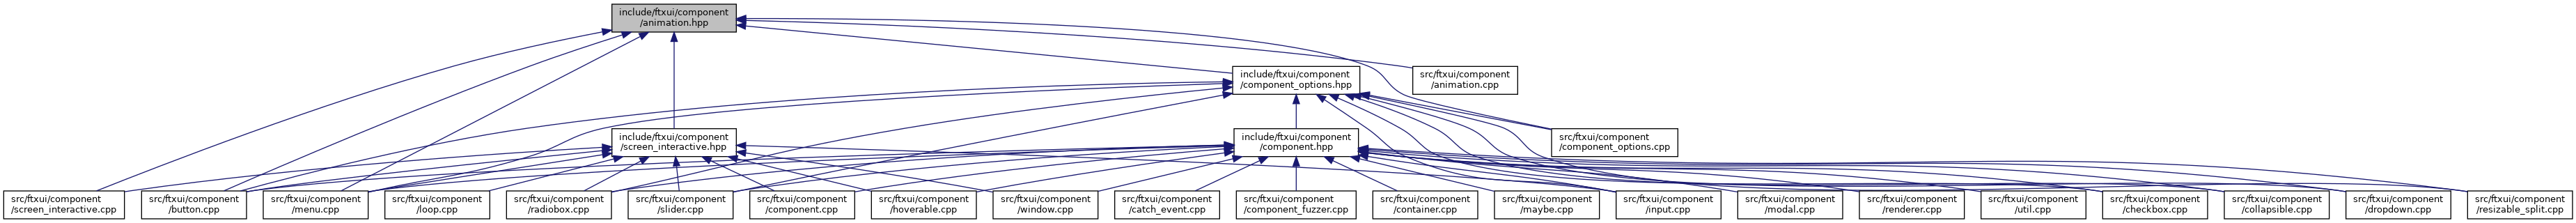 include/ftxui/component
/animation.hpp
include/ftxui/component
/component_options.hpp
src/ftxui/component
/animation.cpp
include/ftxui/component
/screen_interactive.hpp
include/ftxui/component
/component.hpp
src/ftxui/component
/component_options.cpp
src/ftxui/component
/screen_interactive.cpp
src/ftxui/component
/button.cpp
src/ftxui/component
/menu.cpp
src/ftxui/component
/loop.cpp
src/ftxui/component
/radiobox.cpp
src/ftxui/component
/slider.cpp
src/ftxui/component
/component.cpp
src/ftxui/component
/hoverable.cpp
src/ftxui/component
/window.cpp
src/ftxui/component
/catch_event.cpp
src/ftxui/component
/component_fuzzer.cpp
src/ftxui/component
/container.cpp
src/ftxui/component
/maybe.cpp
src/ftxui/component
/input.cpp
src/ftxui/component
/modal.cpp
src/ftxui/component
/renderer.cpp
src/ftxui/component
/util.cpp
src/ftxui/component
/checkbox.cpp
src/ftxui/component
/collapsible.cpp
src/ftxui/component
/dropdown.cpp
src/ftxui/component
/resizable_split.cpp